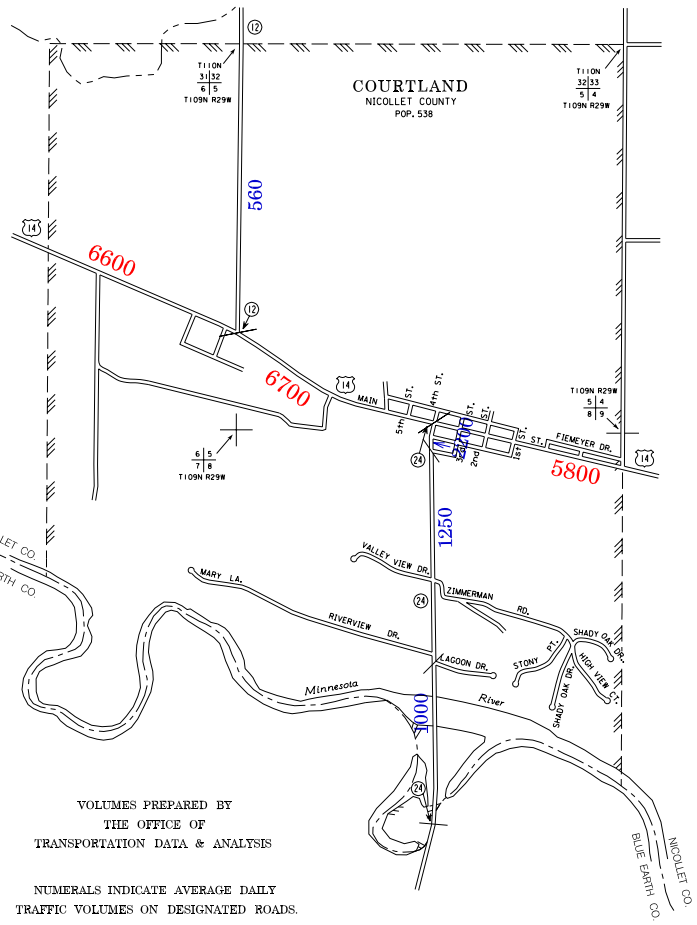 12
T110N
31 32
6 5
T109N R29W
COURTLAND
NICOLLET COUNTY
POP. 538
T110N
32 33
5 4
T109N R29W
560
14
6600
12
6700
14
MAIN
5th ST.
4th ST.
ST.
ST.
ST.
3rd
2nd
1st
2200
24
T109N R29W
5 4
8 9
ST.
FIEMEYER DR.
14
5800
6 5
7 8
T109N R29W
1250
LET CO.
RTH CO.
VALLEY VIEW DR.
MARY LA.
24
ZIMMERMAN
RD.
RIVERVIEW DR.
LAGOON DR.
STONY PT.
SHADY OAK DR.
HIGH VIEW CT.
SHADY OAK DR.
Minnesota
River
1000
24
VOLUMES PREPARED BY
THE OFFICE OF
TRANSPORTATION DATA & ANALYSIS
NUMERALS INDICATE AVERAGE DAILY
TRAFFIC VOLUMES ON DESIGNATED ROADS.
NICOLLET CO.
BLUE EARTH CO.